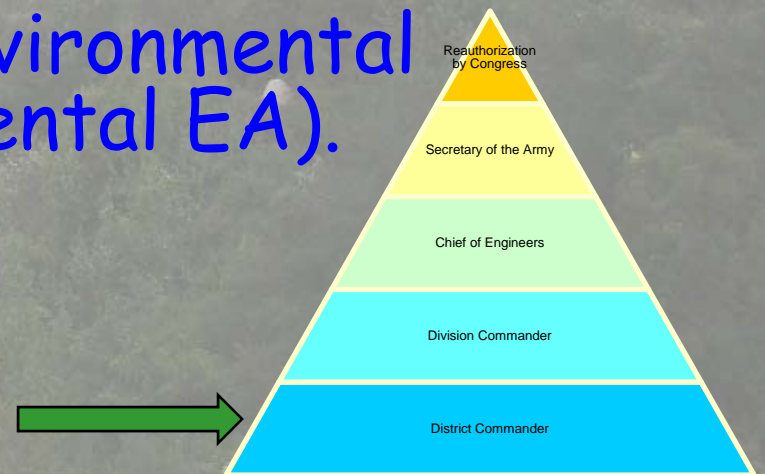 vironmental
ental EA).
Reauthorization
by Congress
Secretary of the Army
Chief of Engineers
Division Commander
District Commander